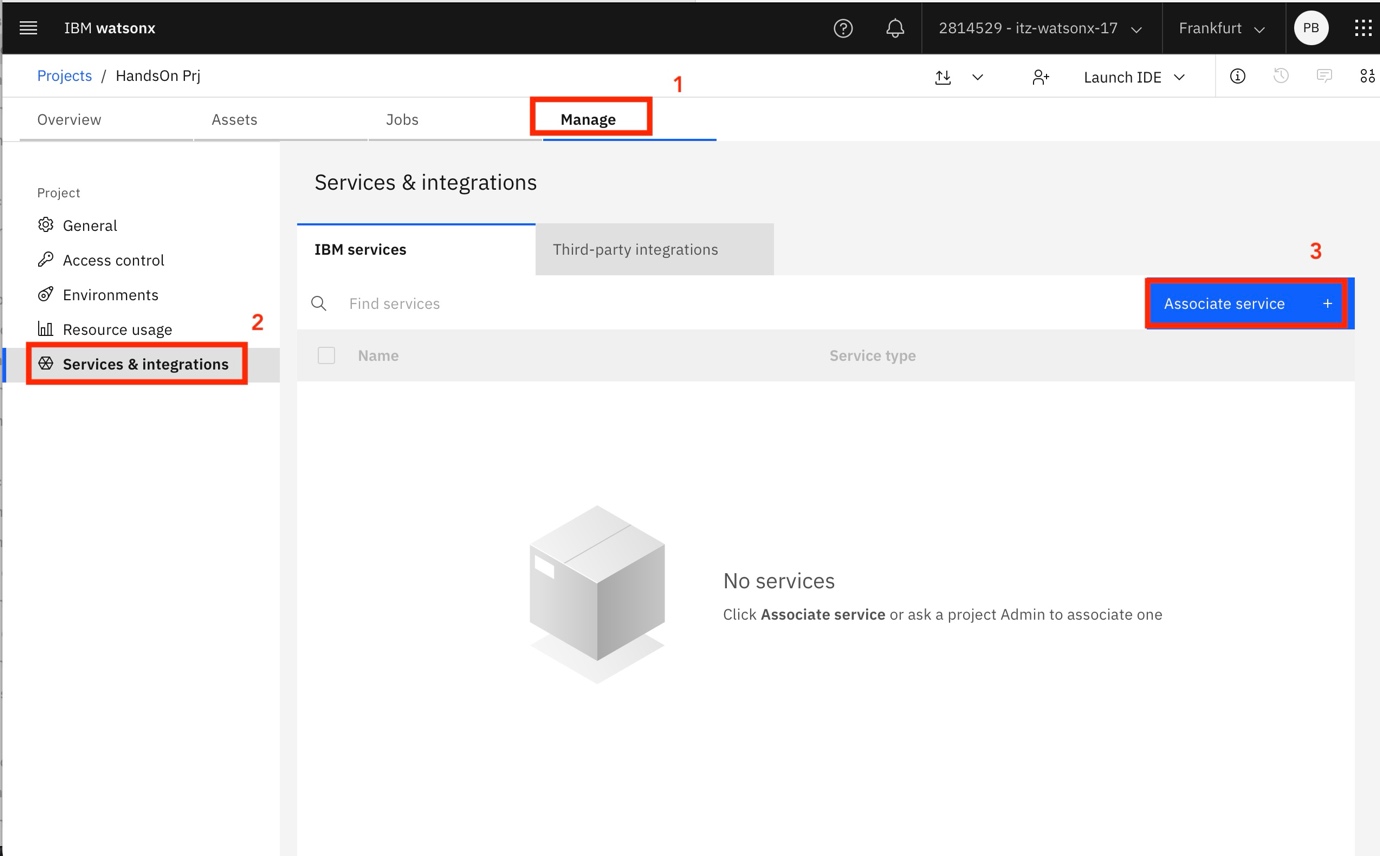 IBM watsonx
2814529 - itz-watsonx-17
Frankfurt
PB
Projects / HandsOn Prj
Launch IDE
1
Overview
Assets
Jobs
Manage
Project
General
Access control
Environments
Resource usage
2
Services & integrations
Services & integrations
IBM services
Third-party integrations
3
Find services
Associate service +
Name
Service type
No services
Click Associate service or ask a project Admin to associate one